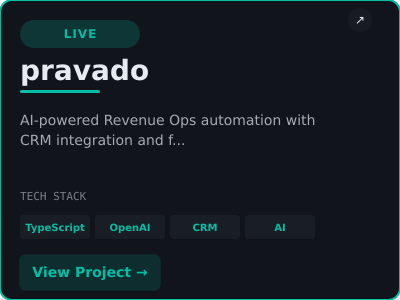 LIVE
↗
pravado
AI-powered Revenue Ops automation with
CRM integration and f...
TECH STACK
TypeScript OpenAI CRM AI
View Project →